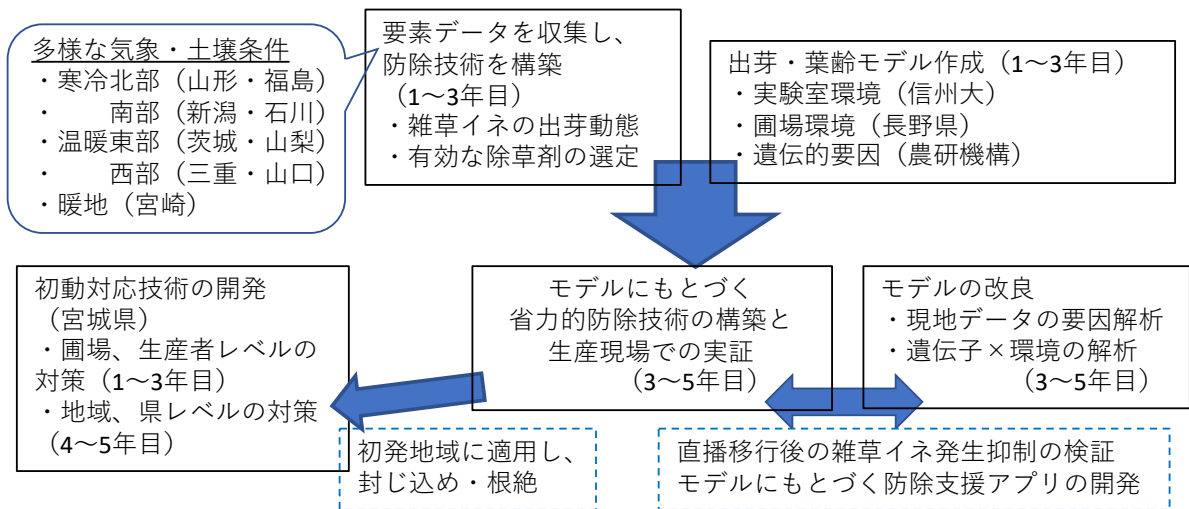 多様な気象・土壌条件
・寒冷北部（山形・福島）
・　　南部（新潟・石川）
・温暖東部（茨城・山梨）
・　　西部（三重・山口）
・暖地（宮崎）
要素データを収集し、
防除技術を構築
（1～3年目）
・雑草イネの出芽動態
・有効な除草剤の選定
出芽・葉齢モデル作成（1～3年目）
・実験室環境（信州大）
・圃場環境（長野県）
・遺伝的要因（農研機構）
初動対応技術の開発
（宮城県）
・圃場、生産者レベルの
対策（1～3年目）
・地域、県レベルの対策
（4～5年目）
モデルにもとづく
省力的防除技術の構築と
生産現場での実証
（3～5年目）
モデルの改良
・現地データの要因解析
・遺伝子×環境の解析
（3～5年目）
初発地域に適用し、
封じ込め・根絶
直播移行後の雑草イネ発生抑制の検証
モデルにもとづく防除支援アプリの開発